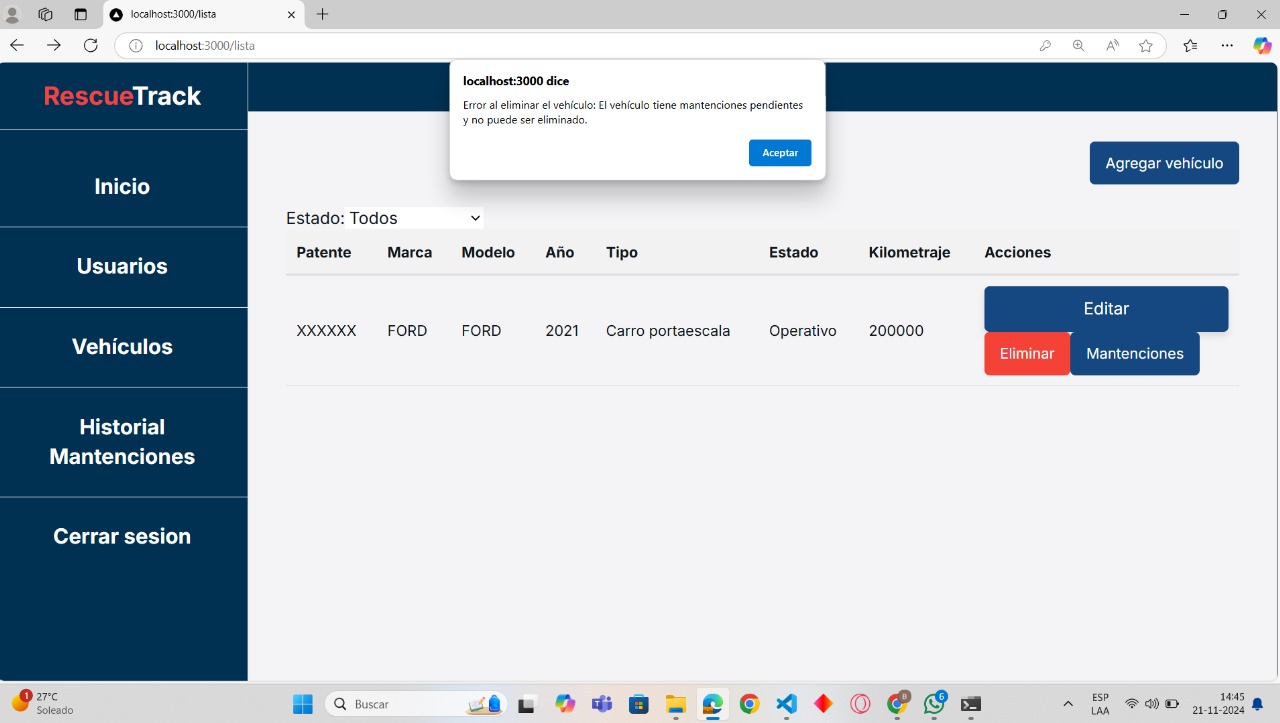 localhost:3000/lista
localhost:3000/lista
RescueTrack
localhost:3000 dice
Error al eliminar el vehículo: El vehículo tiene mantenciones pendientes
y no puede ser eliminado.
Aceptar
Agregar vehículo
Inicio
Usuarios
Vehículos
Historial
Mantenciones
Cerrar sesion
Estado: Todos
Patente Marca Modelo Año Tipo Estado Kilometraje Acciones
XXXXXX FORD FORD 2021 Carro portaescala Operativo 200000
Editar
Eliminar Mantenciones
1
27°C
Soleado
Buscar
8
6
ESP
LAA
14:45
21-11-2024